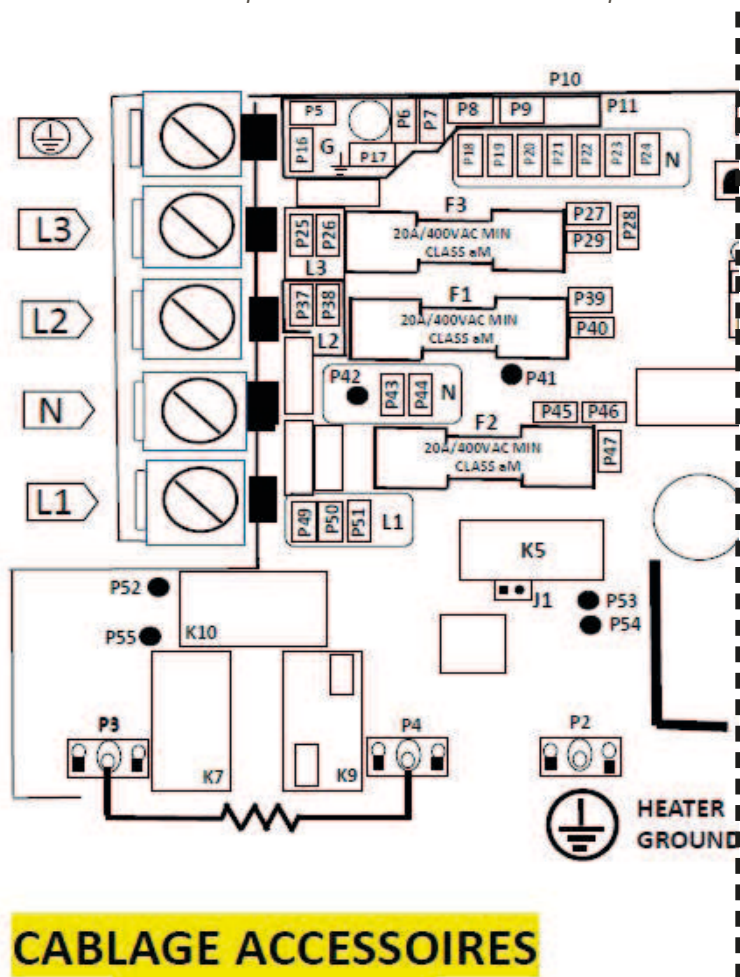 P10
P5
P6
P7
P8
P9
P11
P16
G
P17
P18
P19
P20
P21
P22
P23
P24
N
L3
P25
P26
F3
20A/400VAC MIN
CLASS aM
P27
P28
P29
L3
L2
P37
P38
F1
20A/400VAC MIN
CLASS aM
P39
P40
L2
N
P42
P43
P44
N
P41
F2
20A/400VAC MIN
CLASS aM
P45
P46
P47
L1
P49
P50
P51
L1
K5
J1
P52
P53
P54
P55
K10
P3
K7
K9
P4
P2
HEATER
GROUND
CABLAGE ACCESSOIRES